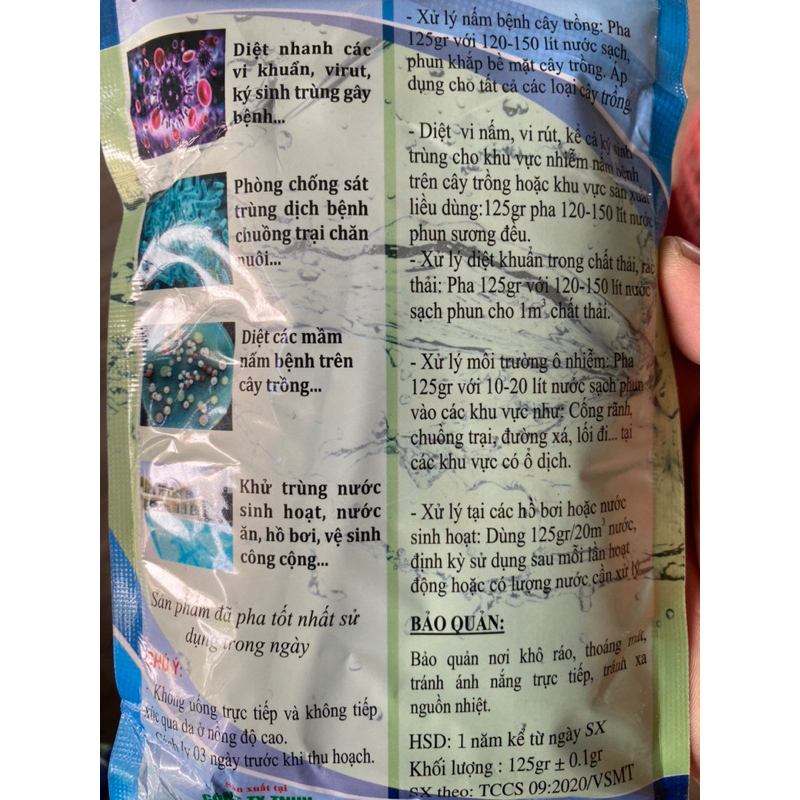 Diệt nhanh các
vi khuẩn, virut,
ký sinh trùng gây
bệnh...
Phòng chống sát
trùng dịch bệnh
chuồng trại chăn
nuôi...
Diệt các mầm
nấm bệnh trên
cây trồng...
Khử trùng nước
sinh hoạt, nước
ăn, hồ bơi, vệ sinh
công cộng...
Sản phẩm đã pha tốt nhất sử
dụng trong ngày
CHÚ Ý:
- Không uống trực tiếp và không tiếp
xúc qua da ở nồng độ cao.
- Cách ly 03 ngày trước khi thu hoạch.
Sản xuất tại
CÔNG TY TNHH
- Xử lý nấm bệnh cây trồng: Pha
125gr với 120-150 lít nước sạch,
phun khắp bề mặt cây trồng. Áp
dụng cho tất cả các loại cây trồng
- Diệt vi nấm, vi rút, kể cả ký sinh
trùng cho khu vực nhiễm nấm bệnh
trên cây trồng hoặc khu vực sản xuất
liều dùng:125gr pha 120-150 lít nước
phun sương đều.
- Xử lý diệt khuẩn trong chất thải, rác
thải: Pha 125gr với 120-150 lít nước
sạch phun cho 1m³ chất thải.
- Xử lý môi trường ô nhiễm: Pha
125gr với 10-20 lít nước sạch phun
vào các khu vực như: Cống rãnh,
chuồng trại, đường xá, lối đi... tại
các khu vực có ổ dịch.
- Xử lý tại các hồ bơi hoặc nước
sinh hoạt: Dùng 125gr/20m³ nước,
định kỳ sử dụng sau mỗi lần hoạt
động hoặc có lượng nước cần xử lý
BẢO QUẢN:
Bảo quản nơi khô ráo, thoáng mát,
tránh ánh nắng trực tiếp, tránh xa
nguồn nhiệt.
HSD: 1 năm kể từ ngày SX
Khối lượng : 125gr ± 0.1gr
SX theo: TCCS 09:2020/VSMT